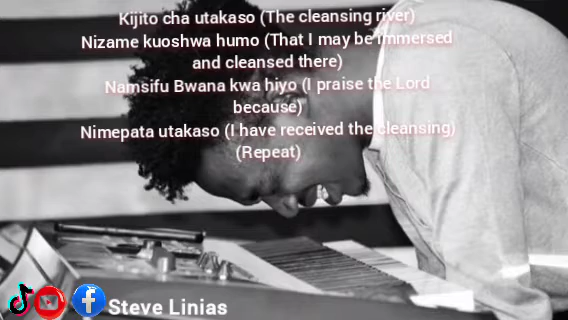 Kijito cha utakaso (The cleansing river)
Nizame kuoshwa humo (That I may be immersed
and cleansed there)
Namsifu Bwana kwa hiyo (I praise the Lord
because)
Nimepata utakaso (I have received the cleansing)
(Repeat)
Steve Linias